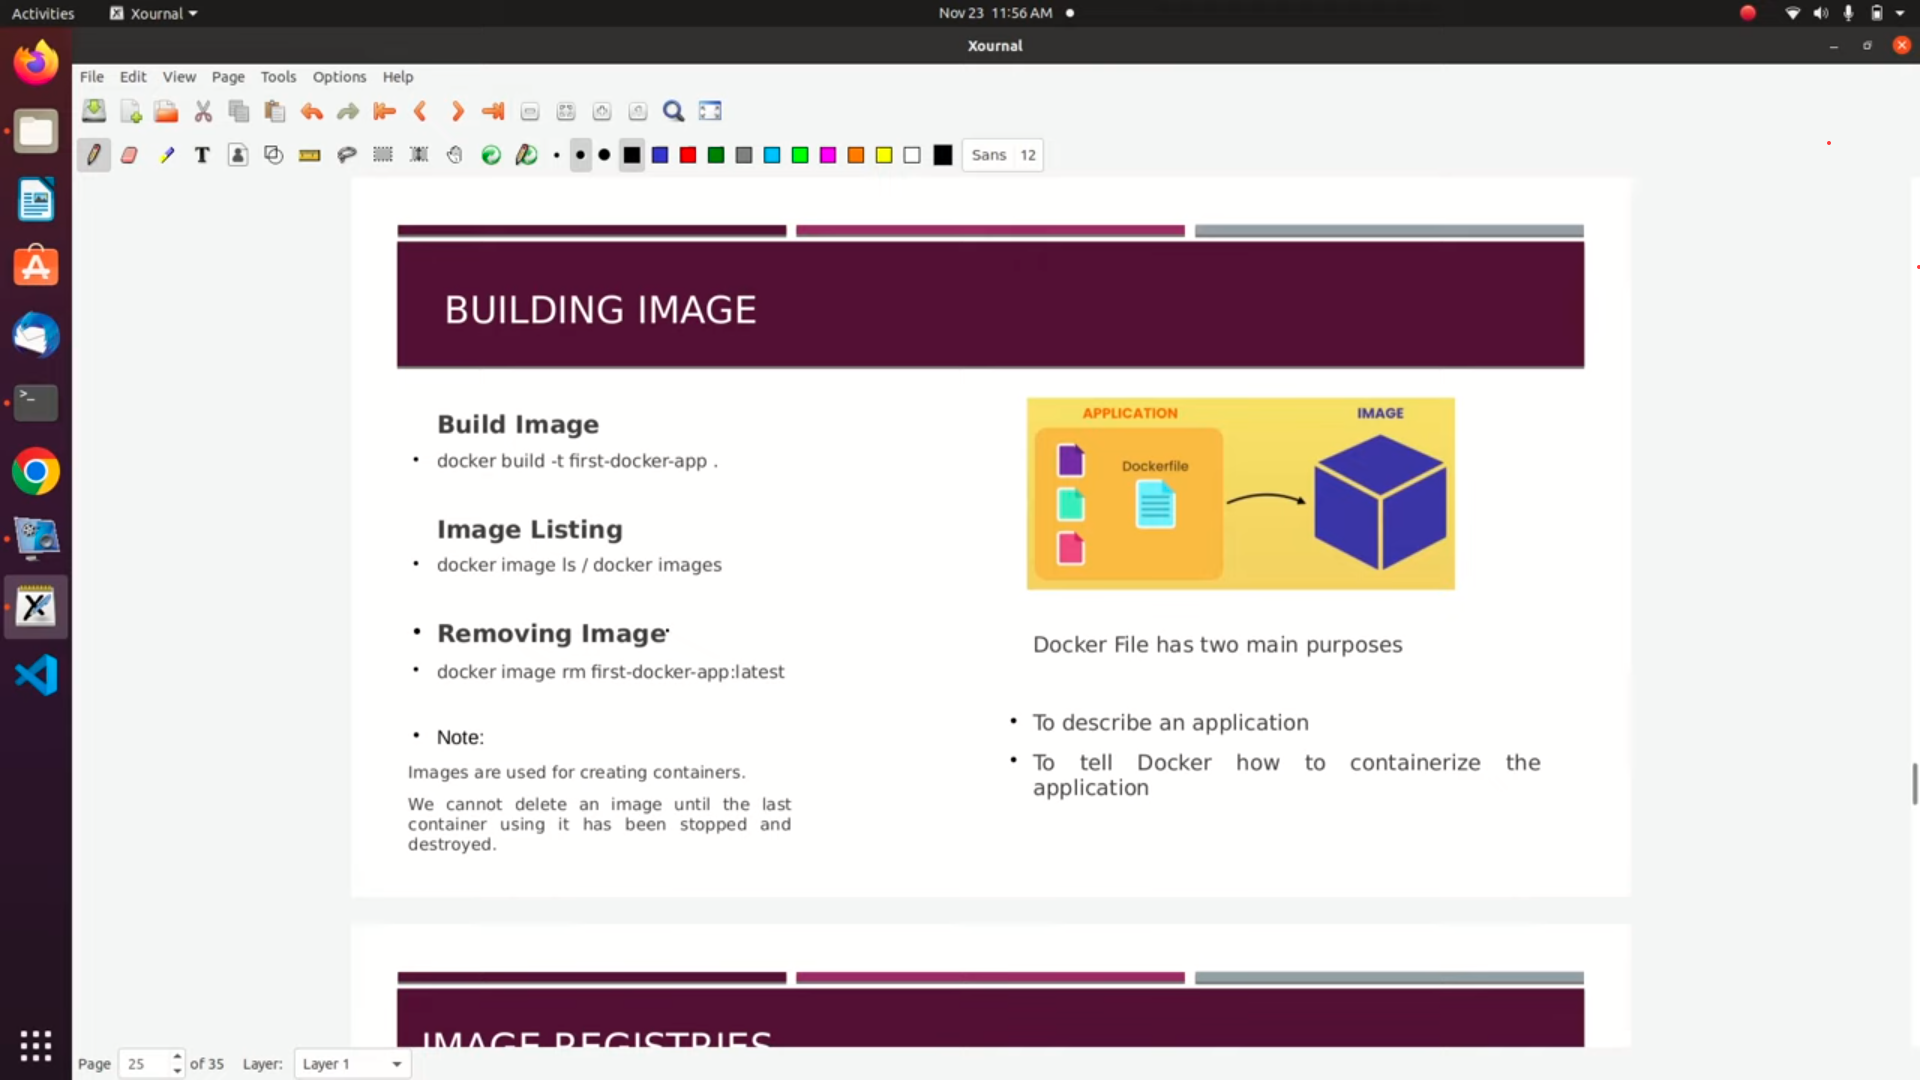 Activities
Xournal
Nov 23 11:56 AM
Xournal
File Edit View Page Tools Options Help
T
Sans 12
BUILDING IMAGE
Build Image
• docker build -t first-docker-app .
Image Listing
• docker image ls / docker images
• Removing Image
• docker image rm first-docker-app:latest
• Note:
Images are used for creating containers.
We cannot delete an image until the last
container using it has been stopped and
destroyed.
APPLICATION
IMAGE
Dockerfile
Docker File has two main purposes
• To describe an application
• To tell Docker how to containerize the
application
IMAGE REGISTRIES
Page 25 of 35 Layer: Layer 1